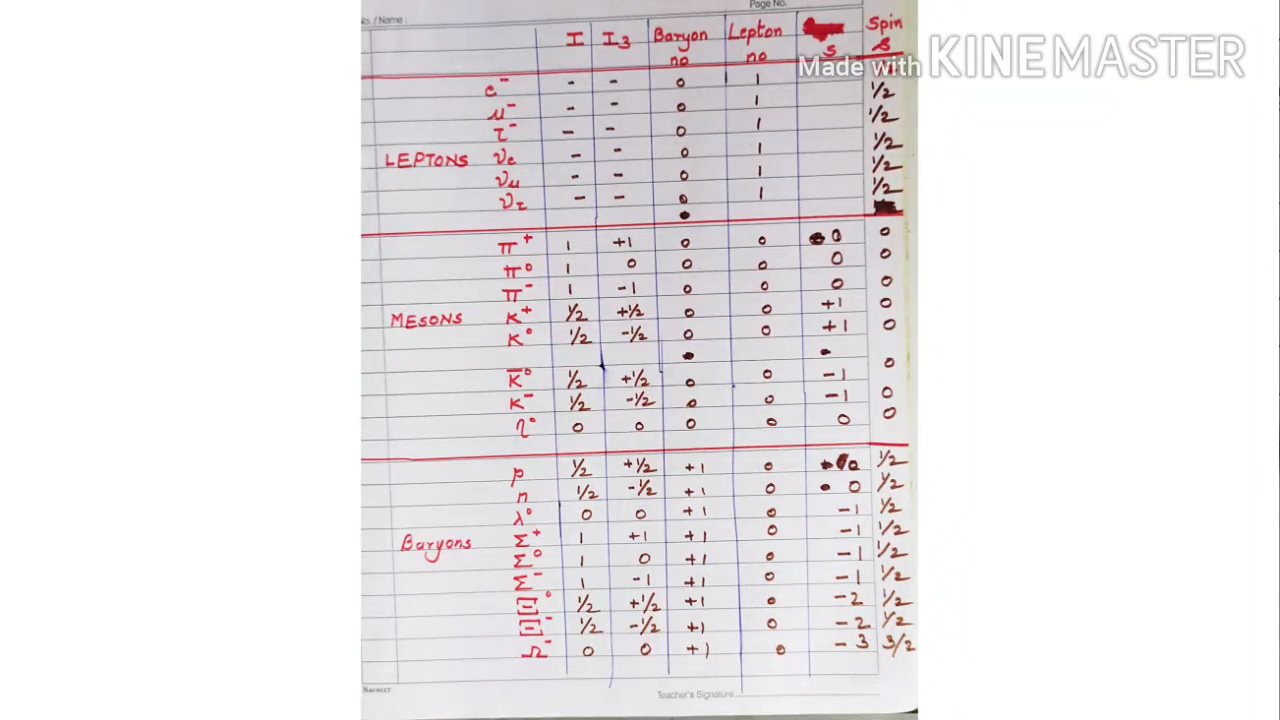 Page No.
No. / Name :
I I3 Baryon no Lepton no S Spin s
Made with KINEMASTER
e⁻ - - 0 1
μ⁻ - - 0 1 1/2
τ⁻ - - 0 1 1/2
LEPTONS νe - - 0 1 1/2
νμ - - 0 1 1/2
ντ - - 0 1 1/2
π⁺ 1 +1 0 0 0 0
π⁰ 1 0 0 0 0 0
π⁻ 1 -1 0 0 0 0
MESONS K⁺ 1/2 +1/2 0 0 +1 0
K⁰ 1/2 -1/2 0 0 +1 0
K̅⁰ 1/2 +1/2 0 0 -1 0
K⁻ 1/2 -1/2 0 0 -1 0
η⁰ 0 0 0 0 0 0
p 1/2 +1/2 +1 0 0 1/2
n 1/2 -1/2 +1 0 0 1/2
λ⁰ 0 0 +1 0 -1 1/2
Baryons Σ⁺ 1 +1 +1 0 -1 1/2
Σ⁰ 1 0 +1 0 -1 1/2
Σ⁻ 1 -1 +1 0 -1 1/2
Ξ⁰ 1/2 +1/2 +1 0 -2 1/2
Ξ⁻ 1/2 -1/2 +1 0 -2 1/2
Ω⁻ 0 0 +1 0 -3 3/2
Teacher's Signature